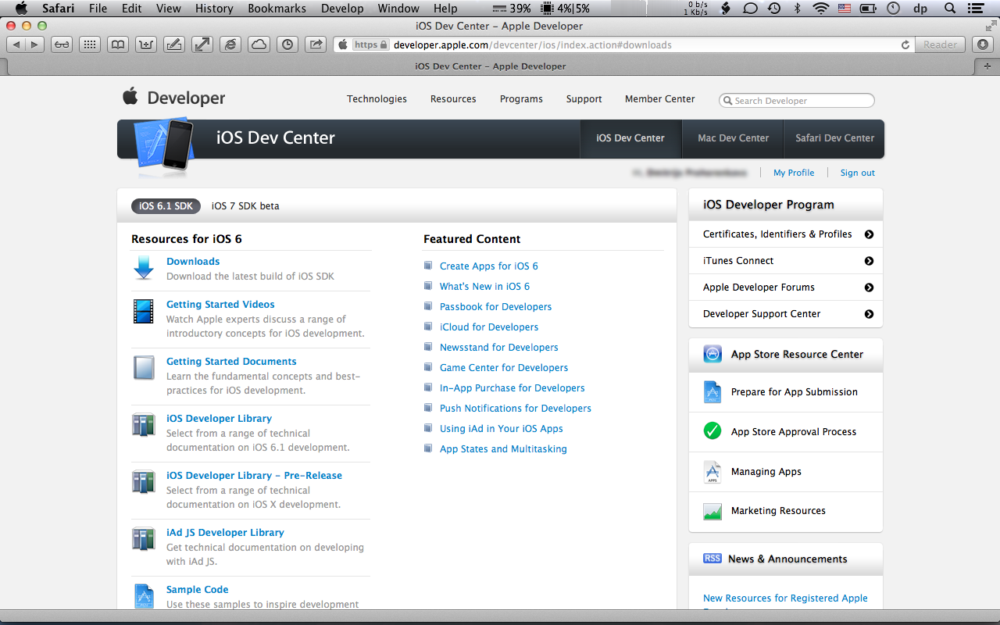 Safari File Edit View History Bookmarks Develop Window Help 39% 4%|5% 0 b/s dp
1 Kb/s
iOS Dev Center – Apple Developer
https developer.apple.com/devcenter/ios/index.action#downloads Reader
iOS Dev Center – Apple Developer
Developer Technologies Resources Programs Support Member Center Search Developer
iOS Dev Center iOS Dev Center Mac Dev Center Safari Dev Center
My Profile Sign out
iOS 6.1 SDK iOS 7 SDK beta
Resources for iOS 6
Downloads
Download the latest build of iOS SDK
Getting Started Videos
Watch Apple experts discuss a range of
introductory concepts for iOS development.
Getting Started Documents
Learn the fundamental concepts and best-
practices for iOS development.
iOS Developer Library
Select from a range of technical
documentation on iOS 6.1 development.
iOS Developer Library – Pre-Release
Select from a range of technical
documentation on iOS X development.
iAd JS Developer Library
Get technical documentation on developing
with iAd JS.
Sample Code
Use these samples to inspire development
Featured Content
Create Apps for iOS 6
What's New in iOS 6
Passbook for Developers
iCloud for Developers
Newsstand for Developers
Game Center for Developers
In-App Purchase for Developers
Push Notifications for Developers
Using iAd in Your iOS Apps
App States and Multitasking
iOS Developer Program
Certificates, Identifiers & Profiles
iTunes Connect
Apple Developer Forums
Developer Support Center
App Store Resource Center
Prepare for App Submission
App Store Approval Process
APPS Managing Apps
Marketing Resources
RSS News & Announcements
New Resources for Registered Apple